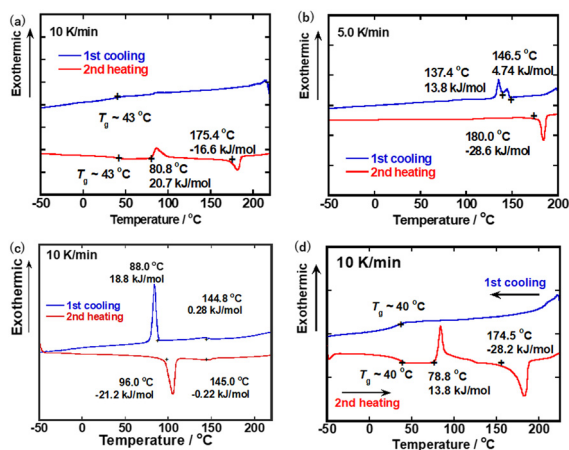 (a)
10 K/min
1st cooling
2nd heating
Exothermic
Tg ~ 43 °C
175.4 °C
-16.6 kJ/mol
Tg ~ 43 °C
80.8 °C
20.7 kJ/mol
-50 0 50 100 150 200
Temperature / °C
(b)
5.0 K/min
Exothermic
146.5 °C
4.74 kJ/mol
137.4 °C
13.8 kJ/mol
180.0 °C
-28.6 kJ/mol
1st cooling
2nd heating
-50 0 50 100 150 200
Temperature / °C
(c)
10 K/min
Exothermic
88.0 °C
18.8 kJ/mol
1st cooling
2nd heating
144.8 °C
0.28 kJ/mol
96.0 °C
-21.2 kJ/mol
145.0 °C
-0.22 kJ/mol
-50 0 50 100 150 200
Temperature / °C
(d)
10 K/min
Exothermic
1st cooling
Tg ~ 40 °C
174.5 °C
-28.2 kJ/mol
Tg ~ 40 °C
78.8 °C
13.8 kJ/mol
2nd heating
-50 0 50 100 150 200
Temperature / °C